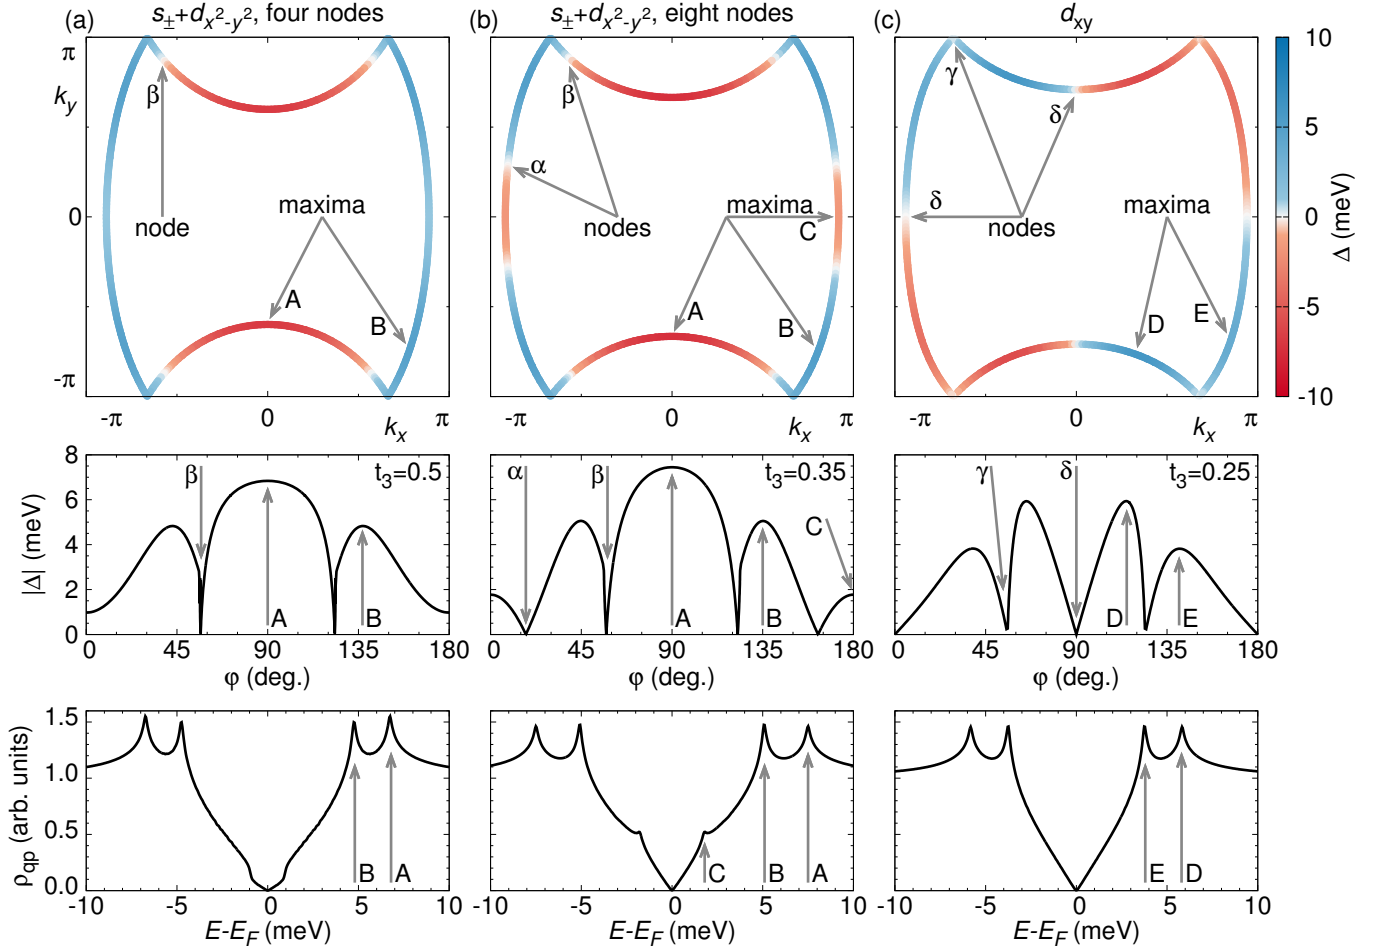 (a) s±+dx²-y², four nodes
(b) s±+dx²-y², eight nodes
(c) dxy
π
ky
0
-π
β
node
maxima
A
B
-π 0 π
kx
β
α
nodes
maxima
C
A
B
-π 0 π
kx
γ
δ
δ
nodes
maxima
D
E
-π 0 π
kx
10
5
0
-5
-10
Δ (meV)
|Δ| (meV)
8
6
4
2
0
β
t3=0.5
A
B
0 45 90 135 180
φ (deg.)
α
β
t3=0.35
C
A
B
0 45 90 135 180
φ (deg.)
γ
δ
t3=0.25
D
E
0 45 90 135 180
φ (deg.)
ρqp (arb. units)
1.5
1.0
0.5
0.0
B
A
-10 -5 0 5 10
E-EF (meV)
C
B
A
-10 -5 0 5 10
E-EF (meV)
E
D
-10 -5 0 5 10
E-EF (meV)